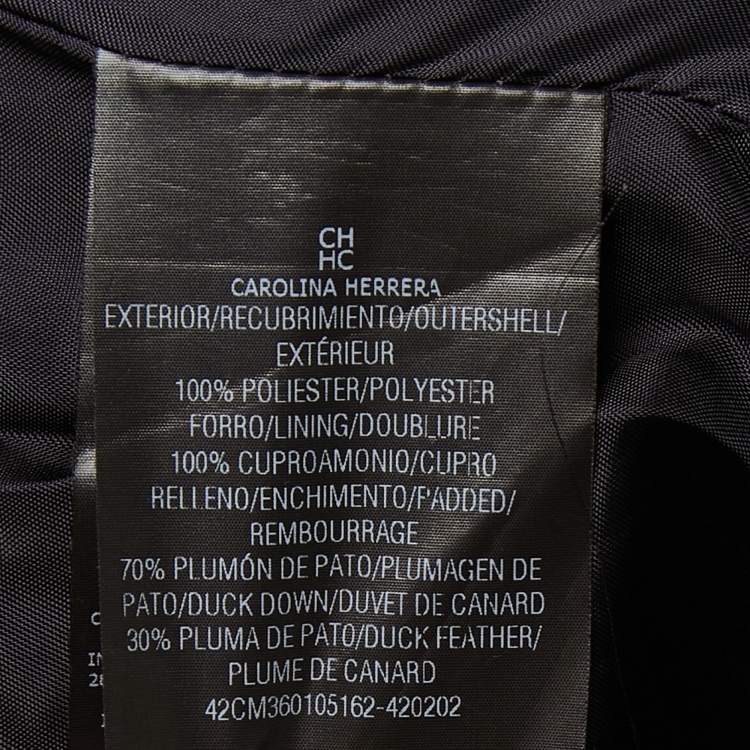 CH
HC
CAROLINA HERRERA
EXTERIOR/RECUBRIMIENTO/OUTERSHELL/
EXTÉRIEUR
100% POLIESTER/POLYESTER
FORRO/LINING/DOUBLURE
100% CUPROAMONIO/CUPRO
RELLENO/ENCHIMENTO/PADDED/
REMBOURRAGE
70% PLUMÓN DE PATO/PLUMAGEN DE
PATO/DUCK DOWN/DUVET DE CANARD
30% PLUMA DE PATO/DUCK FEATHER/
PLUME DE CANARD
42CM360105162-420202